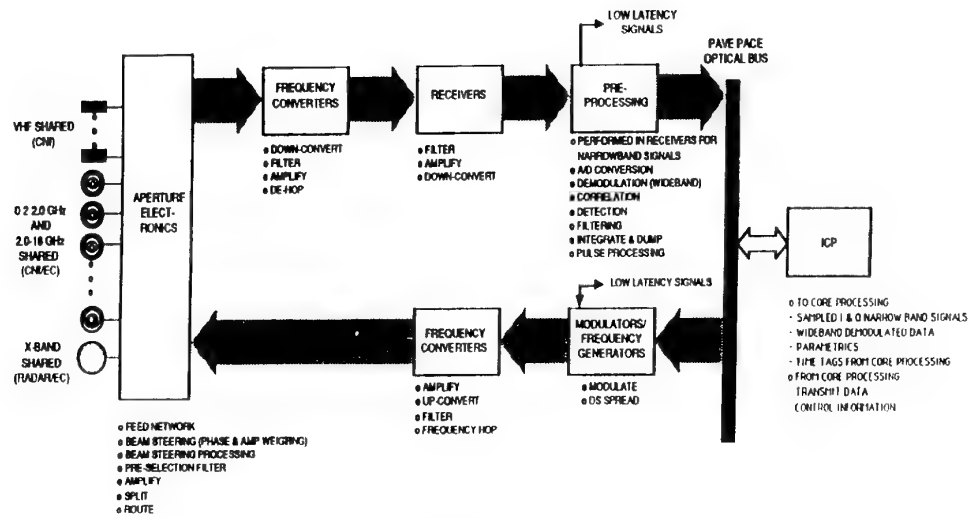 LOW LATENCY
SIGNALS
PAVE PACE
OPTICAL BUS
FREQUENCY
CONVERTERS
RECEIVERS
PRE-
PROCESSING
VHF SHARED
(CNI)
APERTURE
ELECT-
RONICS
0 2 2.0 GHz
AND
2.0-18 GHz
SHARED
(CNI/EC)
X-BAND
SHARED
(RADAR/EC)
o DOWN-CONVERT
o FILTER
o AMPLIFY
o DE-HOP
o FILTER
o AMPLIFY
o DOWN-CONVERT
o PERFORMED IN RECEIVERS FOR
NARROWBAND SIGNALS
o A/D CONVERSION
o DEMODULATION (WIDEBAND)
o CORRELATION
o DETECTION
o FILTERING
o INTEGRATE & DUMP
o PULSE PROCESSING
ICP
LOW LATENCY SIGNALS
FREQUENCY
CONVERTERS
MODULATORS/
FREQUENCY
GENERATORS
o AMPLIFY
o UP-CONVERT
o FILTER
o FREQUENCY HOP
o MODULATE
o DS SPREAD
o TO CORE PROCESSING
- SAMPLED I & Q NARROW BAND SIGNALS
- WIDEBAND DEMODULATED DATA
- PARAMETRICS
- TIME TAGS FROM CORE PROCESSING
o FROM CORE PROCESSING
TRANSMIT DATA
CONTROL INFORMATION
o FEED NETWORK
o BEAM STEERING (PHASE & AMP WEIGHING)
o BEAM STEERING PROCESSING
o PRE-SELECTION FILTER
o AMPLIFY
o SPLIT
o ROUTE